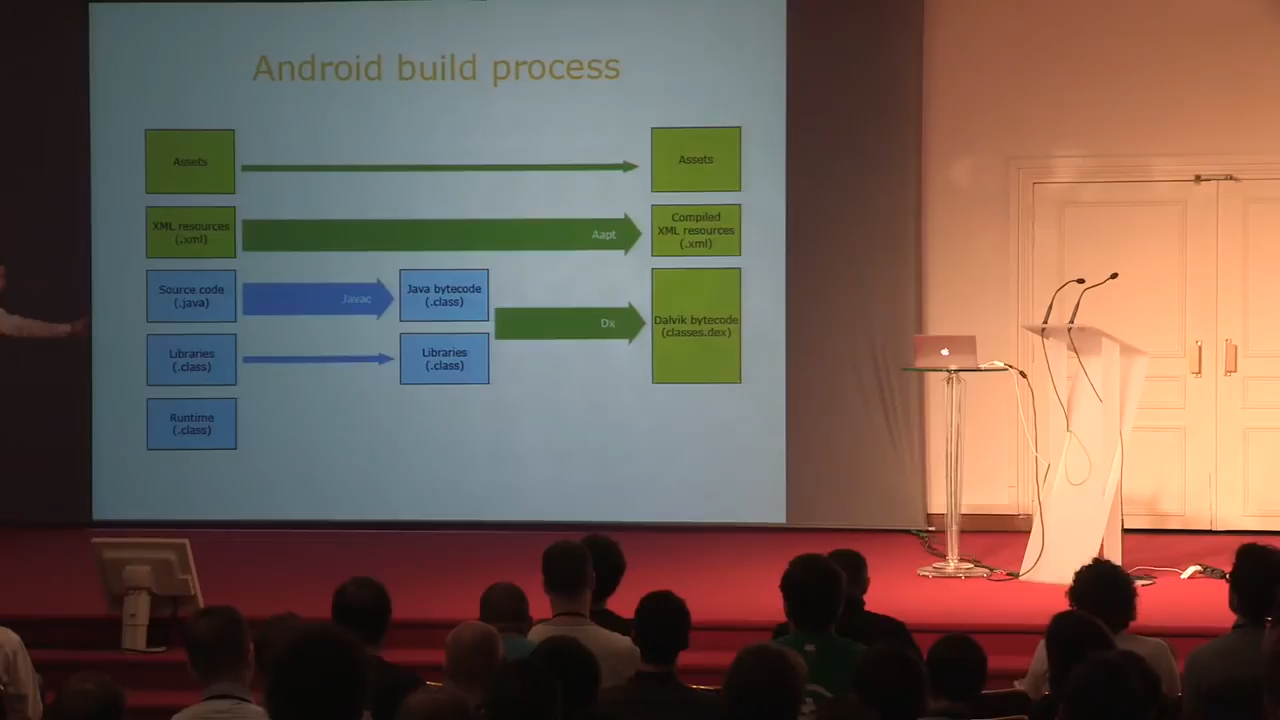 Android build process
Assets
Assets
XML resources
(.xml)
Aapt
Compiled
XML resources
(.xml)
Source code
(.java)
Javac
Java bytecode
(.class)
Dx
Dalvik bytecode
(classes.dex)
Libraries
(.class)
Libraries
(.class)
Runtime
(.class)